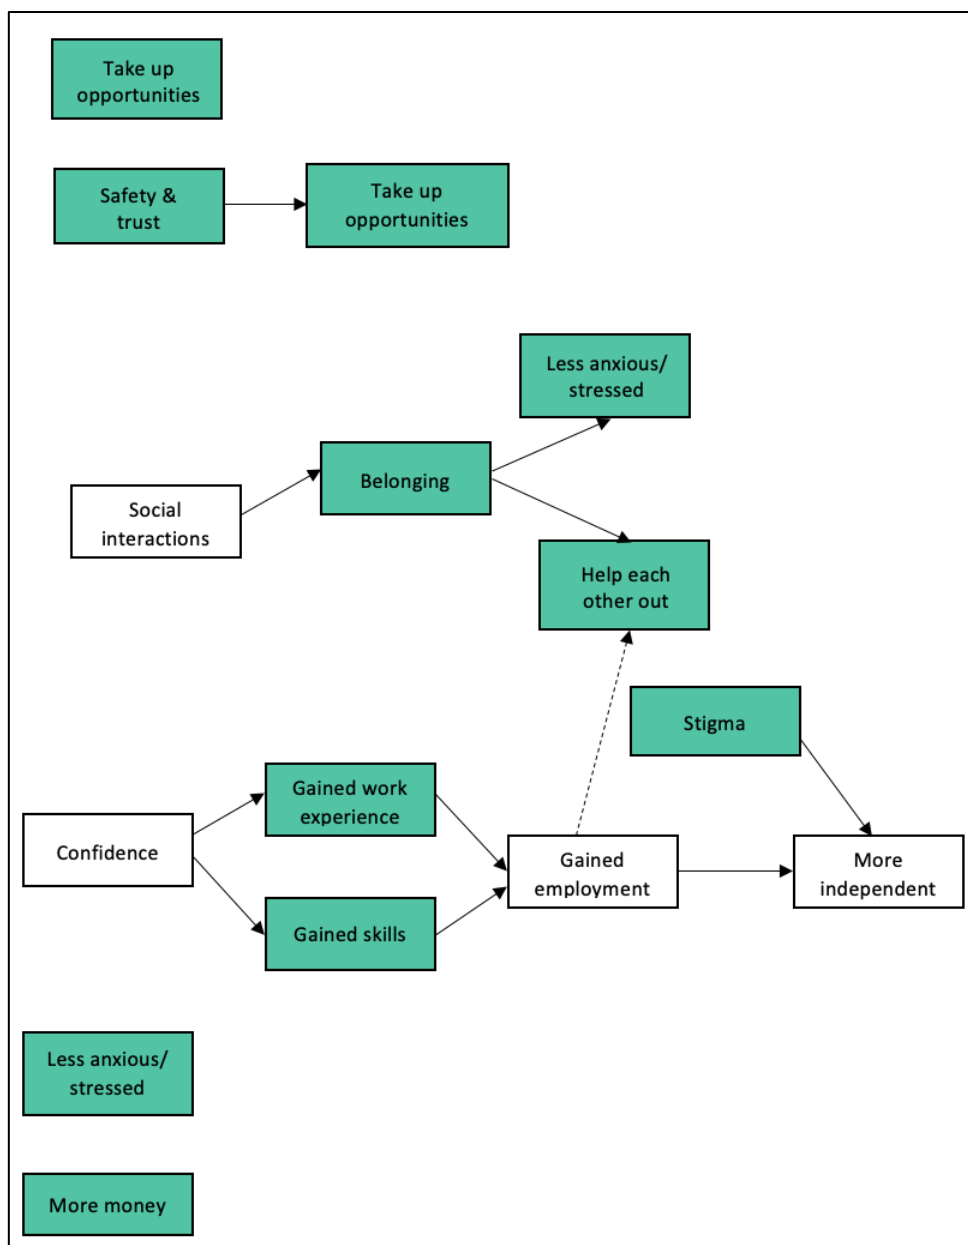 Take up
opportunities
Safety &
trust
Take up
opportunities
Less anxious/
stressed
Belonging
Social
interactions
Help each
other out
Stigma
Gained work
experience
Confidence
Gained
employment
More
independent
Gained skills
Less anxious/
stressed
More money